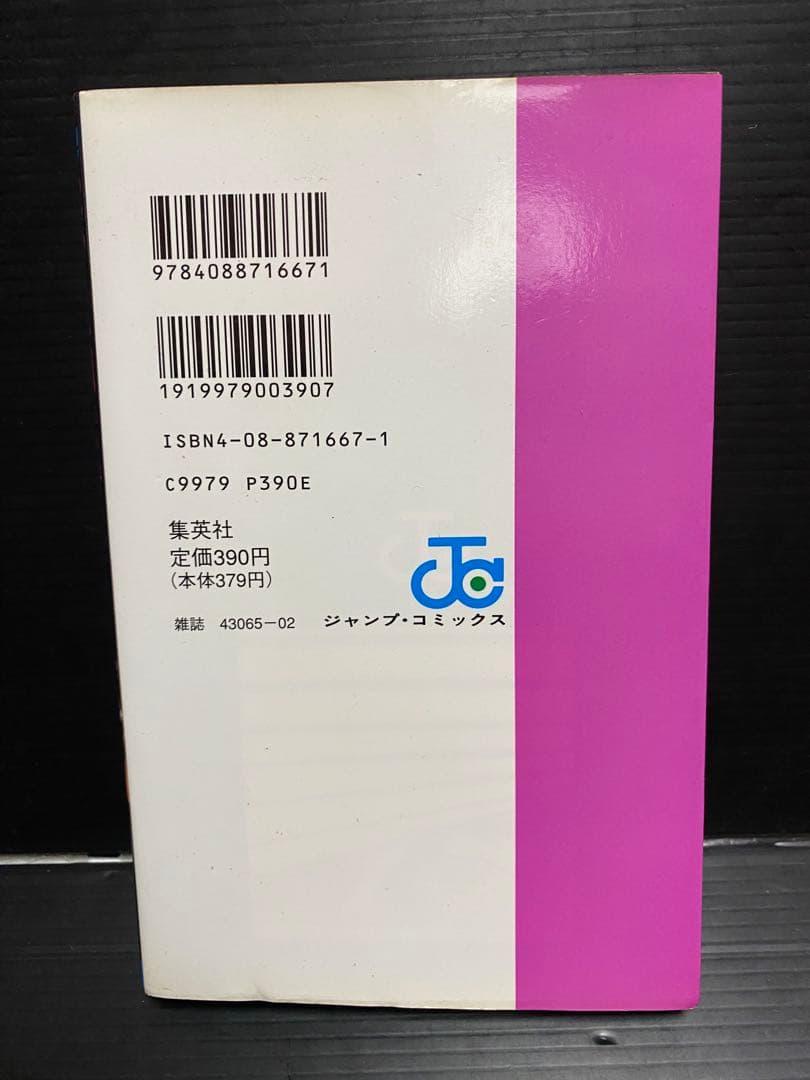 9784088716671
1919979003907
ISBN4-08-871667-1
C9979 P390E
集英社
定価390円
(本体379円)
雑誌 43065-02
JC
ジャンプ・コミックス